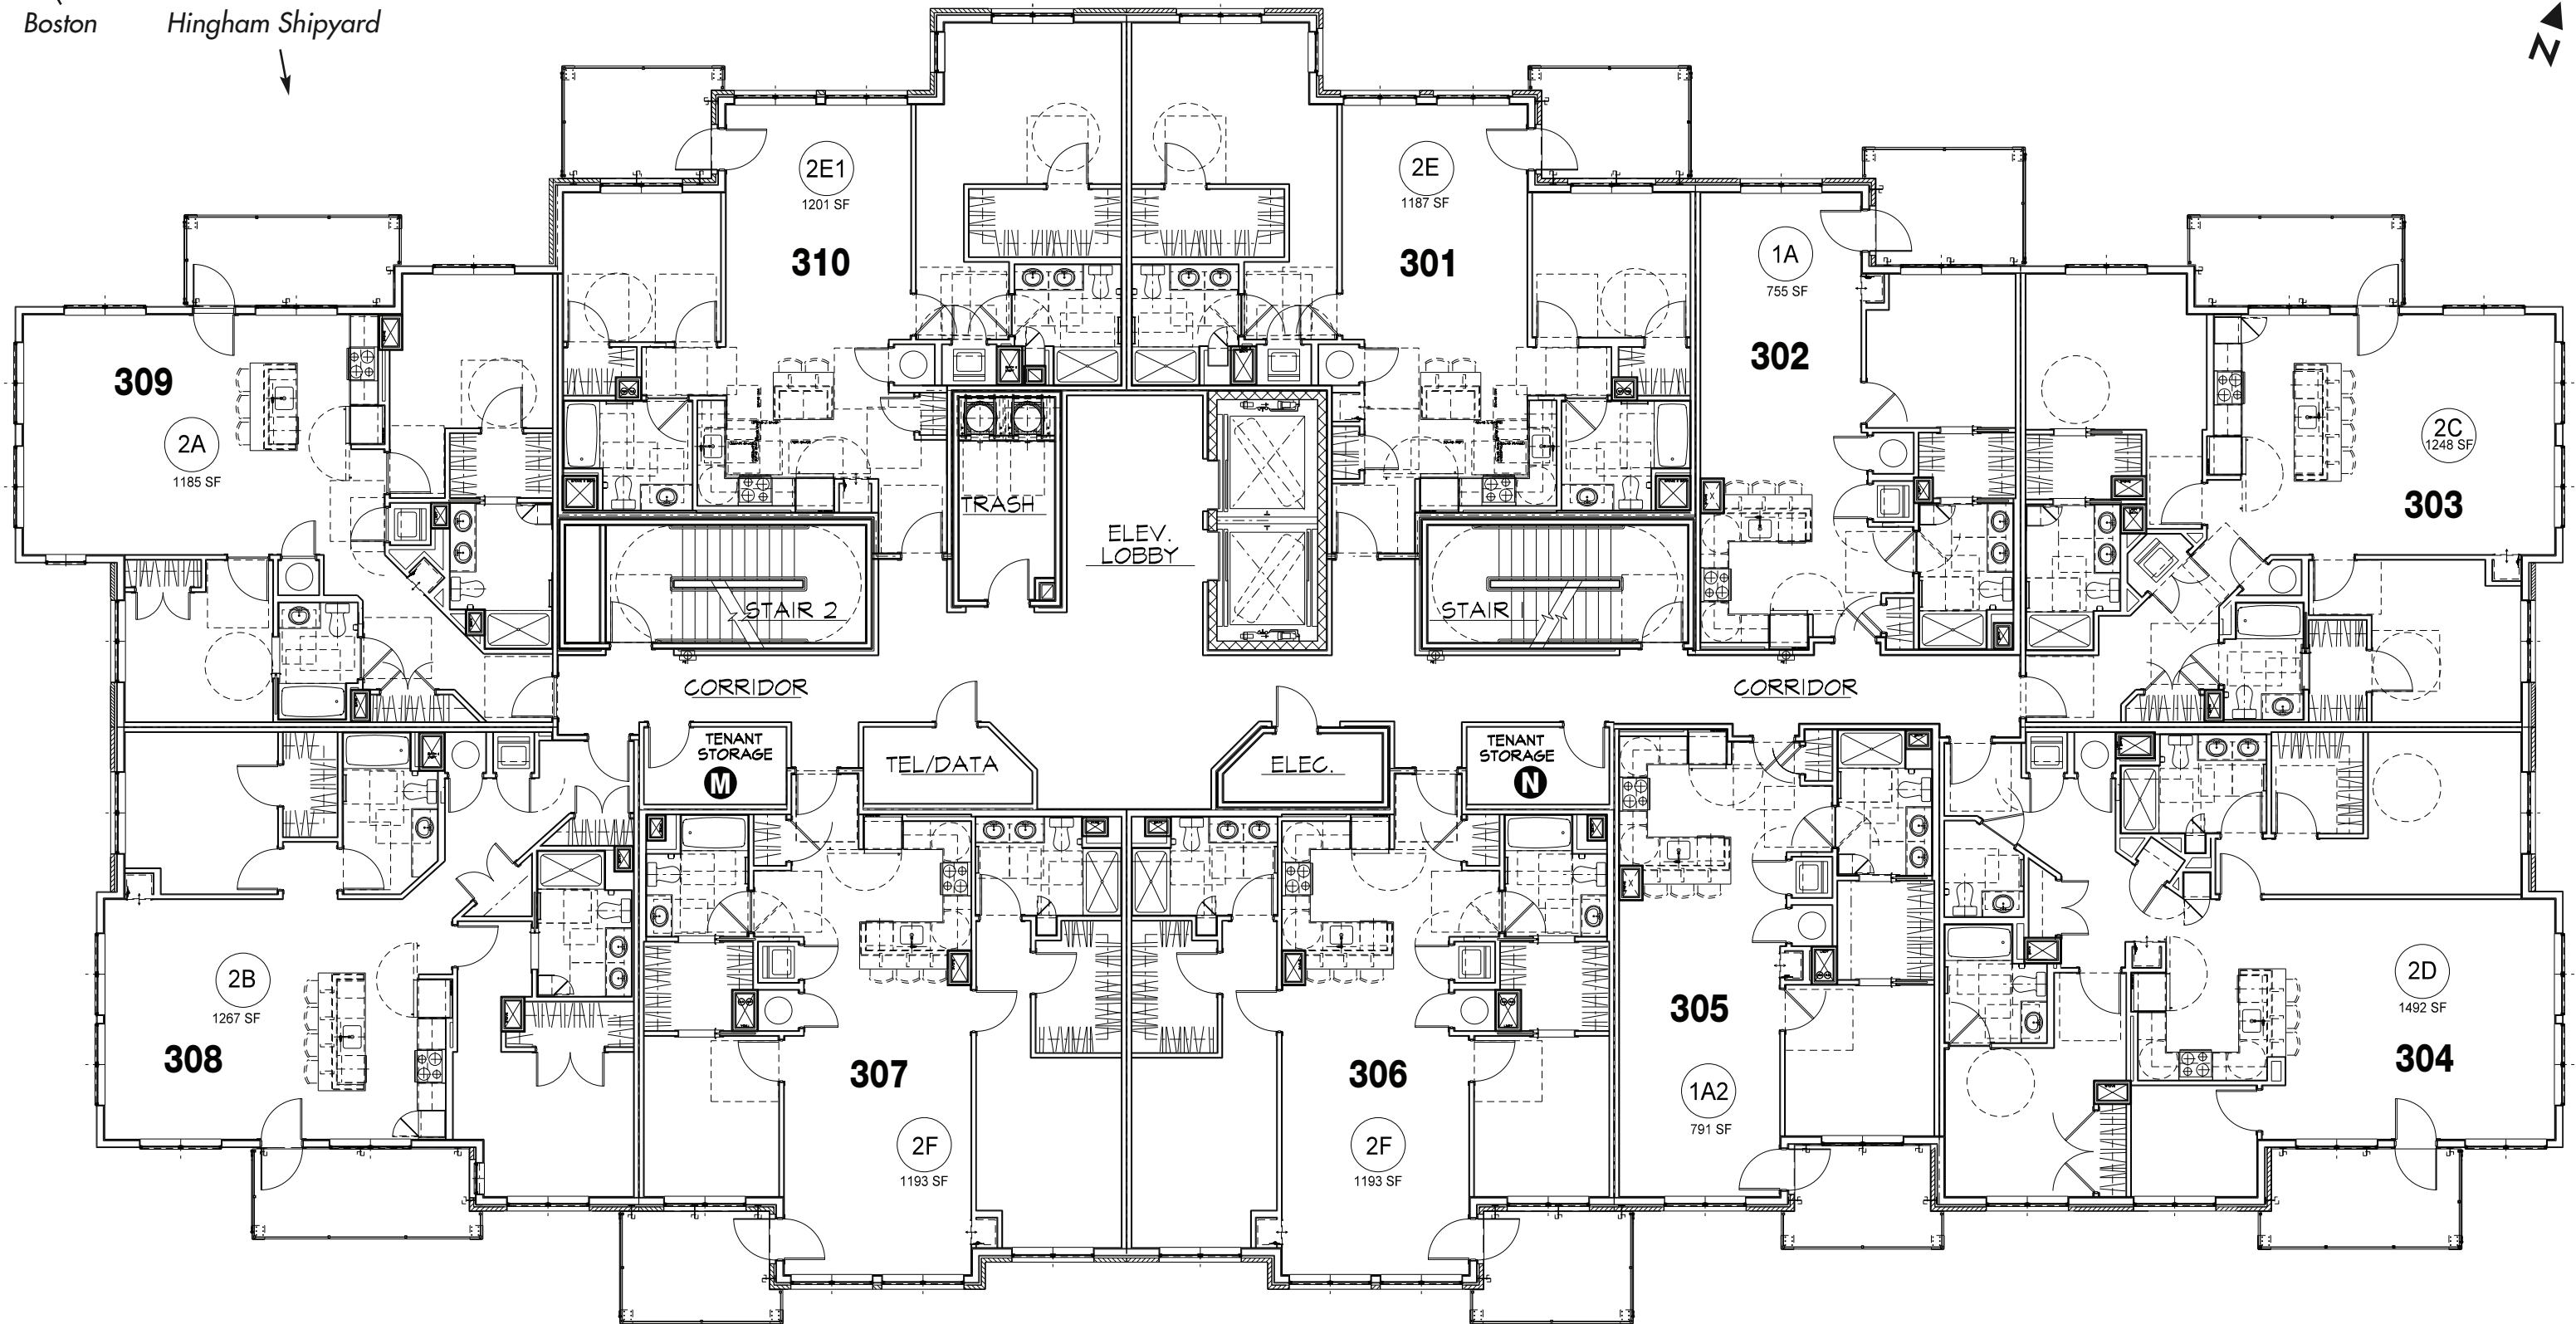 Boston
Hingham Shipyard
N
2E1
1201 SF
310
2E
1187 SF
301
1A
755 SF
302
309
2A
1185 SF
2C
1248 SF
303
TRASH
ELEV.
LOBBY
STAIR 2
STAIR 1
CORRIDOR
CORRIDOR
TENANT
STORAGE
M
TEL/DATA
ELEC.
TENANT
STORAGE
N
2B
1267 SF
308
307
2F
1193 SF
306
2F
1193 SF
305
1A2
791 SF
2D
1492 SF
304